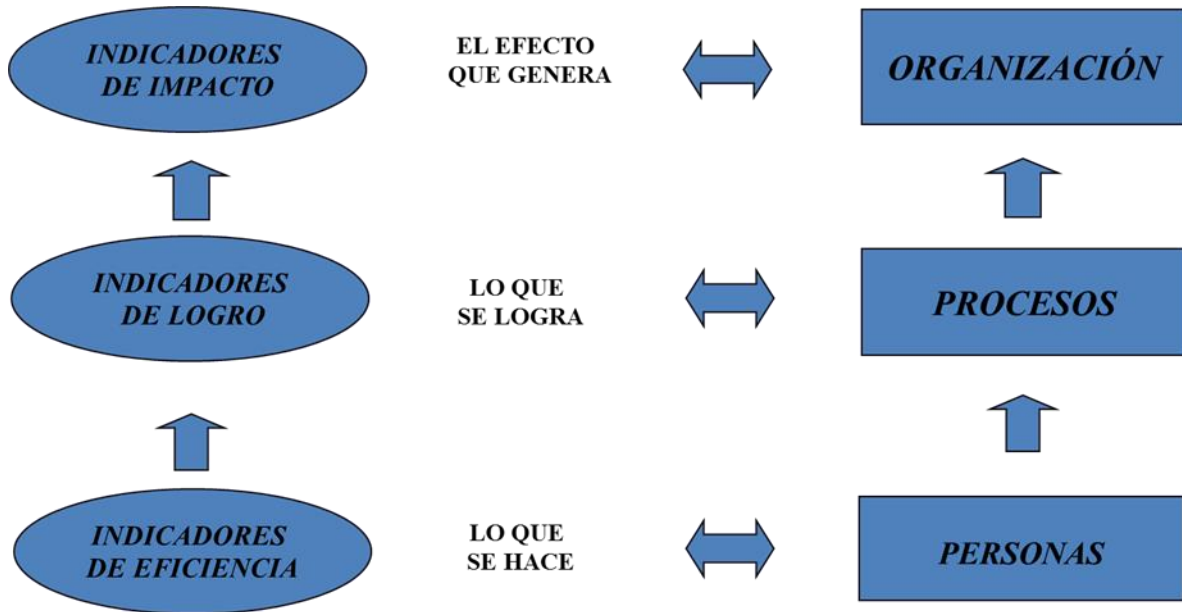 INDICADORES
DE IMPACTO
EL EFECTO
QUE GENERA
ORGANIZACIÓN
INDICADORES
DE LOGRO
LO QUE
SE LOGRA
PROCESOS
INDICADORES
DE EFICIENCIA
LO QUE
SE HACE
PERSONAS